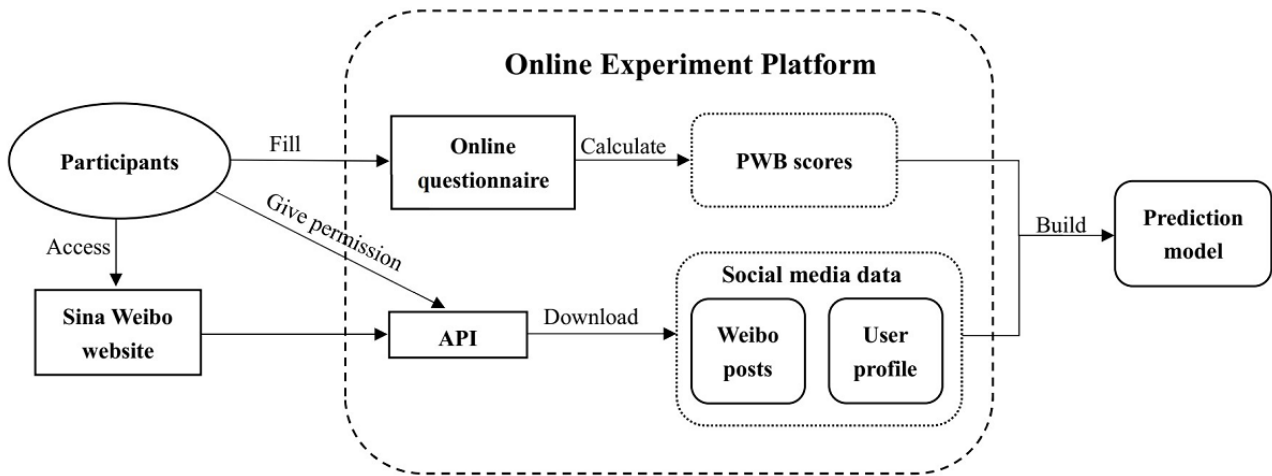 Online Experiment Platform
Participants
Fill
Online
questionnaire
Calculate
PWB scores
Give permission
Access
Build
Prediction
model
Sina Weibo
website
API
Download
Social media data
Weibo
posts
User
profile